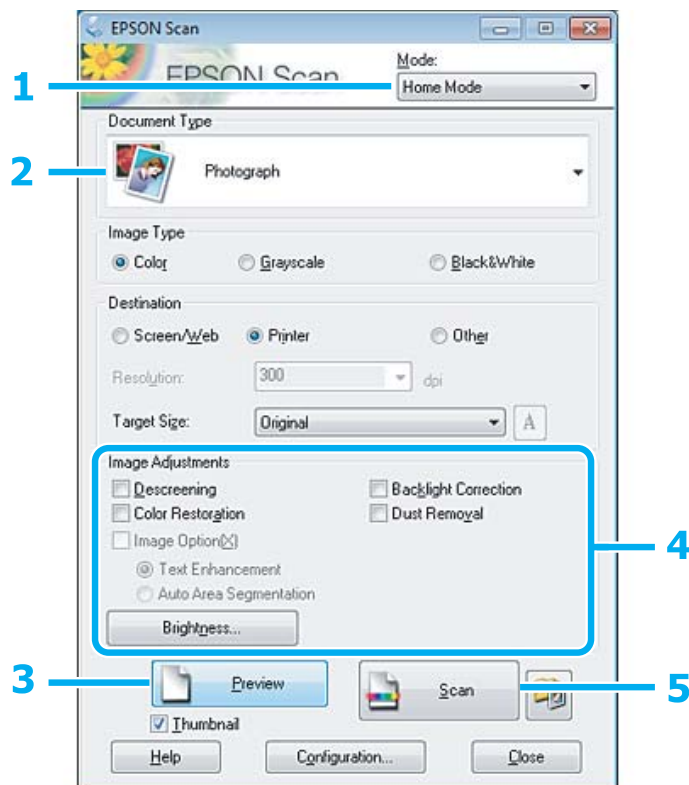 EPSON Scan
EPSON Scan
Mode:
1
Home Mode
Document Type
2
Photograph
Image Type
Color
Grayscale
Black&White
Destination
Screen/Web
Printer
Other
Resolution:
300
dpi
Target Size:
Original
A
Image Adjustments
Descreening
Backlight Correction
Color Restoration
Dust Removal
Image Option(X)
4
Text Enhancement
Auto Area Segmentation
Brightness...
3
Preview
Scan
5
Thumbnail
Help
Configuration...
Close